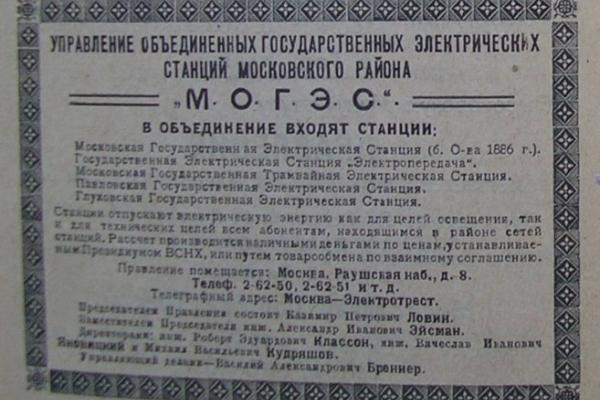 УПРАВЛЕНИЕ ОБЪЕДИНЕННЫХ ГОСУДАРСТВЕННЫХ ЭЛЕКТРИЧЕСКИХ
СТАНЦИЙ МОСКОВСКОГО РАЙОНА
„М. О. Г. Э. С“.
В ОБЪЕДИНЕНИЕ ВХОДЯТ СТАНЦИИ:
Московская Государственная Электрическая Станция (б. О-ва 1886 г.).
Государственная Электрическая Станция „Электропередача“.
Московская Государственная Трамвайная Электрическая Станция.
Павловская Государственная Электрическая Станция.
Глуховская Государственная Электрическая Станция.
Станции отпускают электрическую энергию как для целей освещения, так
и для технических целей всем абонентам, находящимся в районе сетей
станций. Рассчет производится наличными деньгами по ценам, устанавливае-
мым Президиумом ВСНХ, или путем товарообмена по взаимному соглашению.
Правление помещается: Москва, Раушская наб., д. 8.
Телеф. 2-62-50, 2-62-51 и т. д.
Телеграфный адрес: Москва—Электротрест.
Председателем Правления состоит Казимир Петрович Ловин.
Заместителем Председателя инж. Александр Иванович Эйсман.
Директорами: инж. Роберт Эдуардович Классон, инж. Вячеслав Иванович
Яновицкий и Михаил Васильевич Кудряшов.
Управляющий делами—Василий Александрович Бреннер.